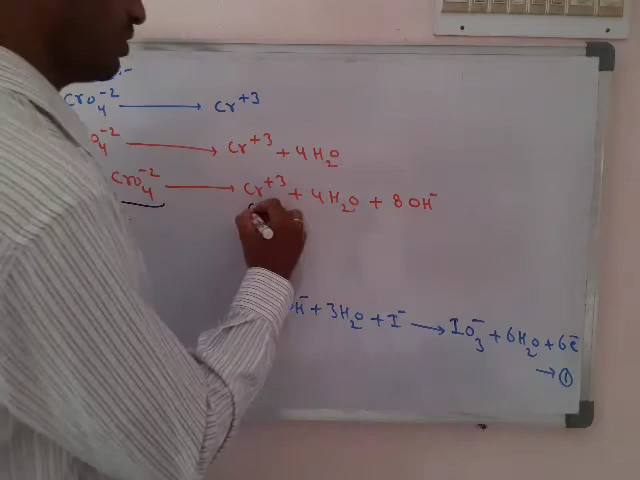 CrO₄⁻² ⟶ Cr⁺³
O₄⁻² ⟶ Cr⁺³ + 4H₂O
CrO₄⁻² ⟶ Cr⁺³ + 4H₂O + 8OH⁻
H⁻ + 3H₂O + I⁻ ⟶ IO₃⁻ + 6H₂O + 6e⁻
→ ①